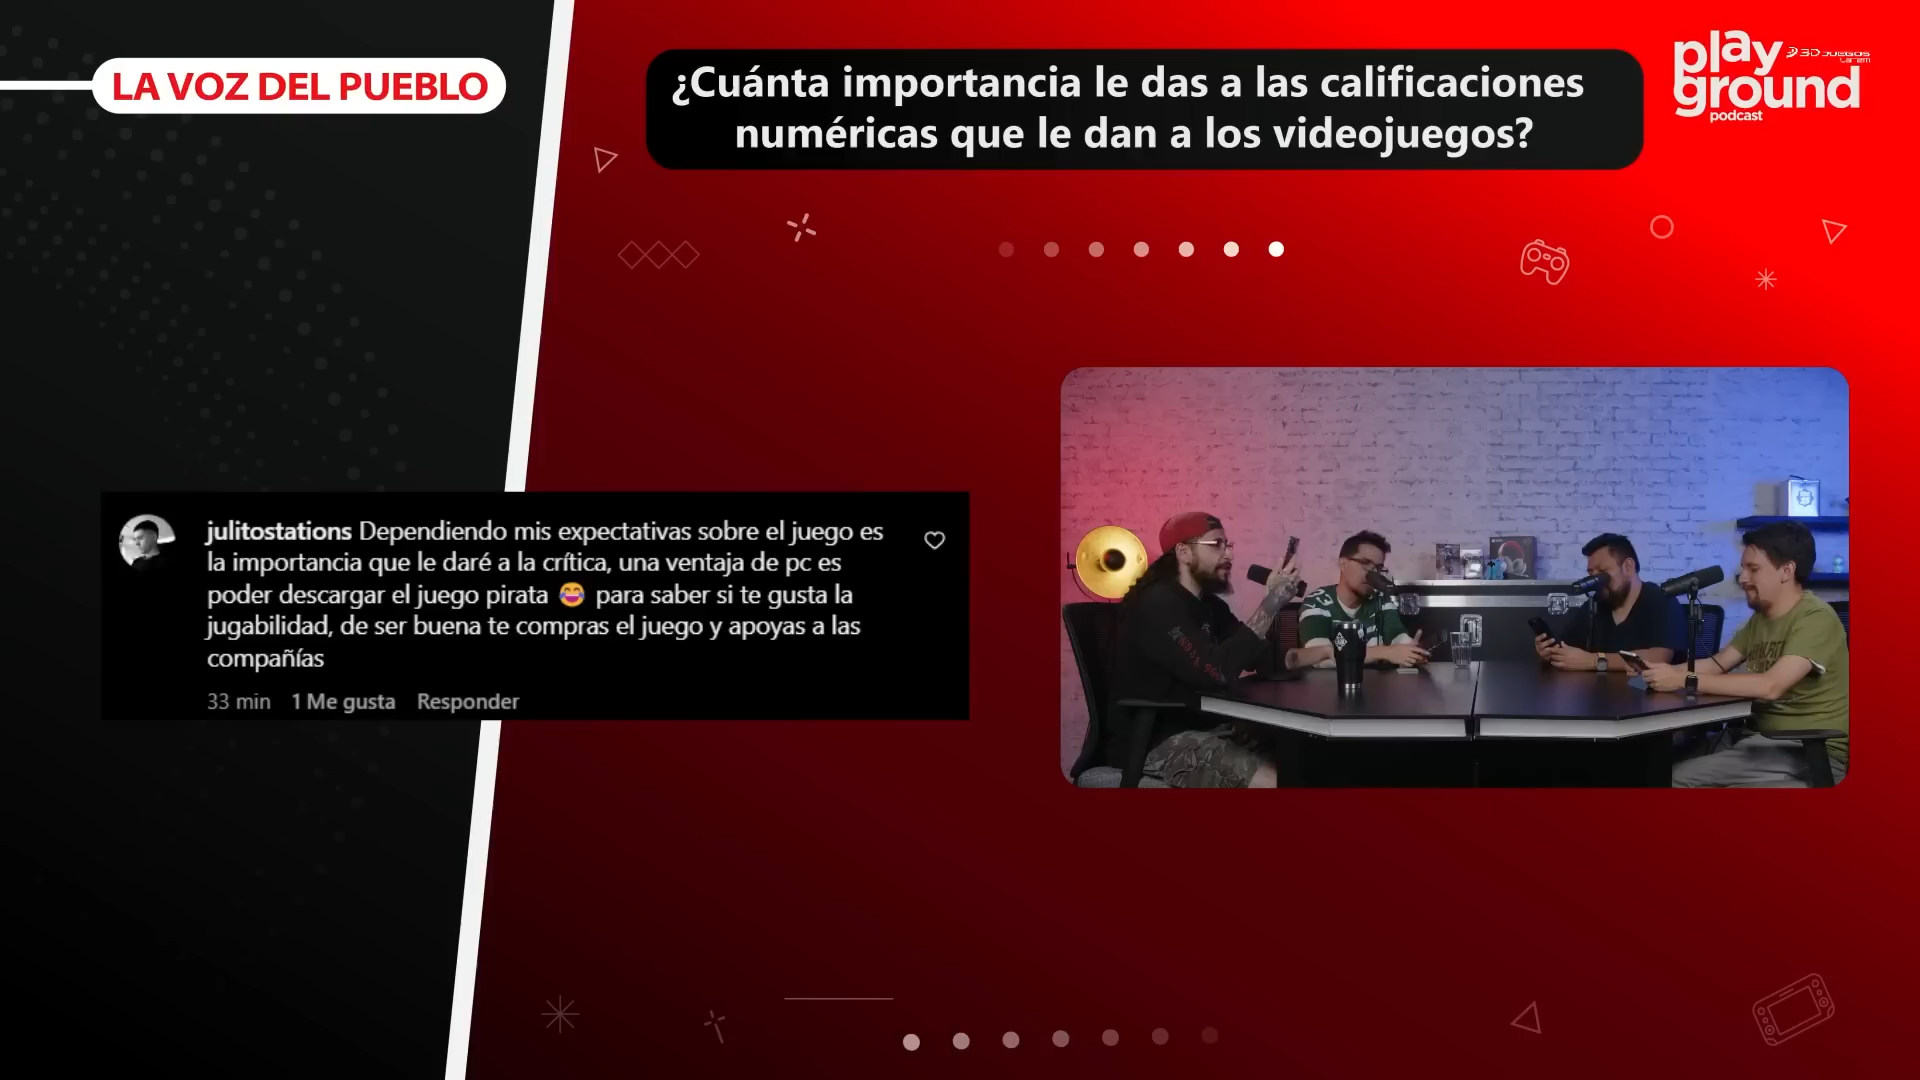 LA VOZ DEL PUEBLO
¿Cuánta importancia le das a las calificaciones
numéricas que le dan a los videojuegos?
play
3D JUEGOS
LATAM
ground
podcast
julitostations Dependiendo mis expectativas sobre el juego es
la importancia que le daré a la crítica, una ventaja de pc es
poder descargar el juego pirata 😂 para saber si te gusta la
jugabilidad, de ser buena te compras el juego y apoyas a las
compañías
33 min 1 Me gusta Responder